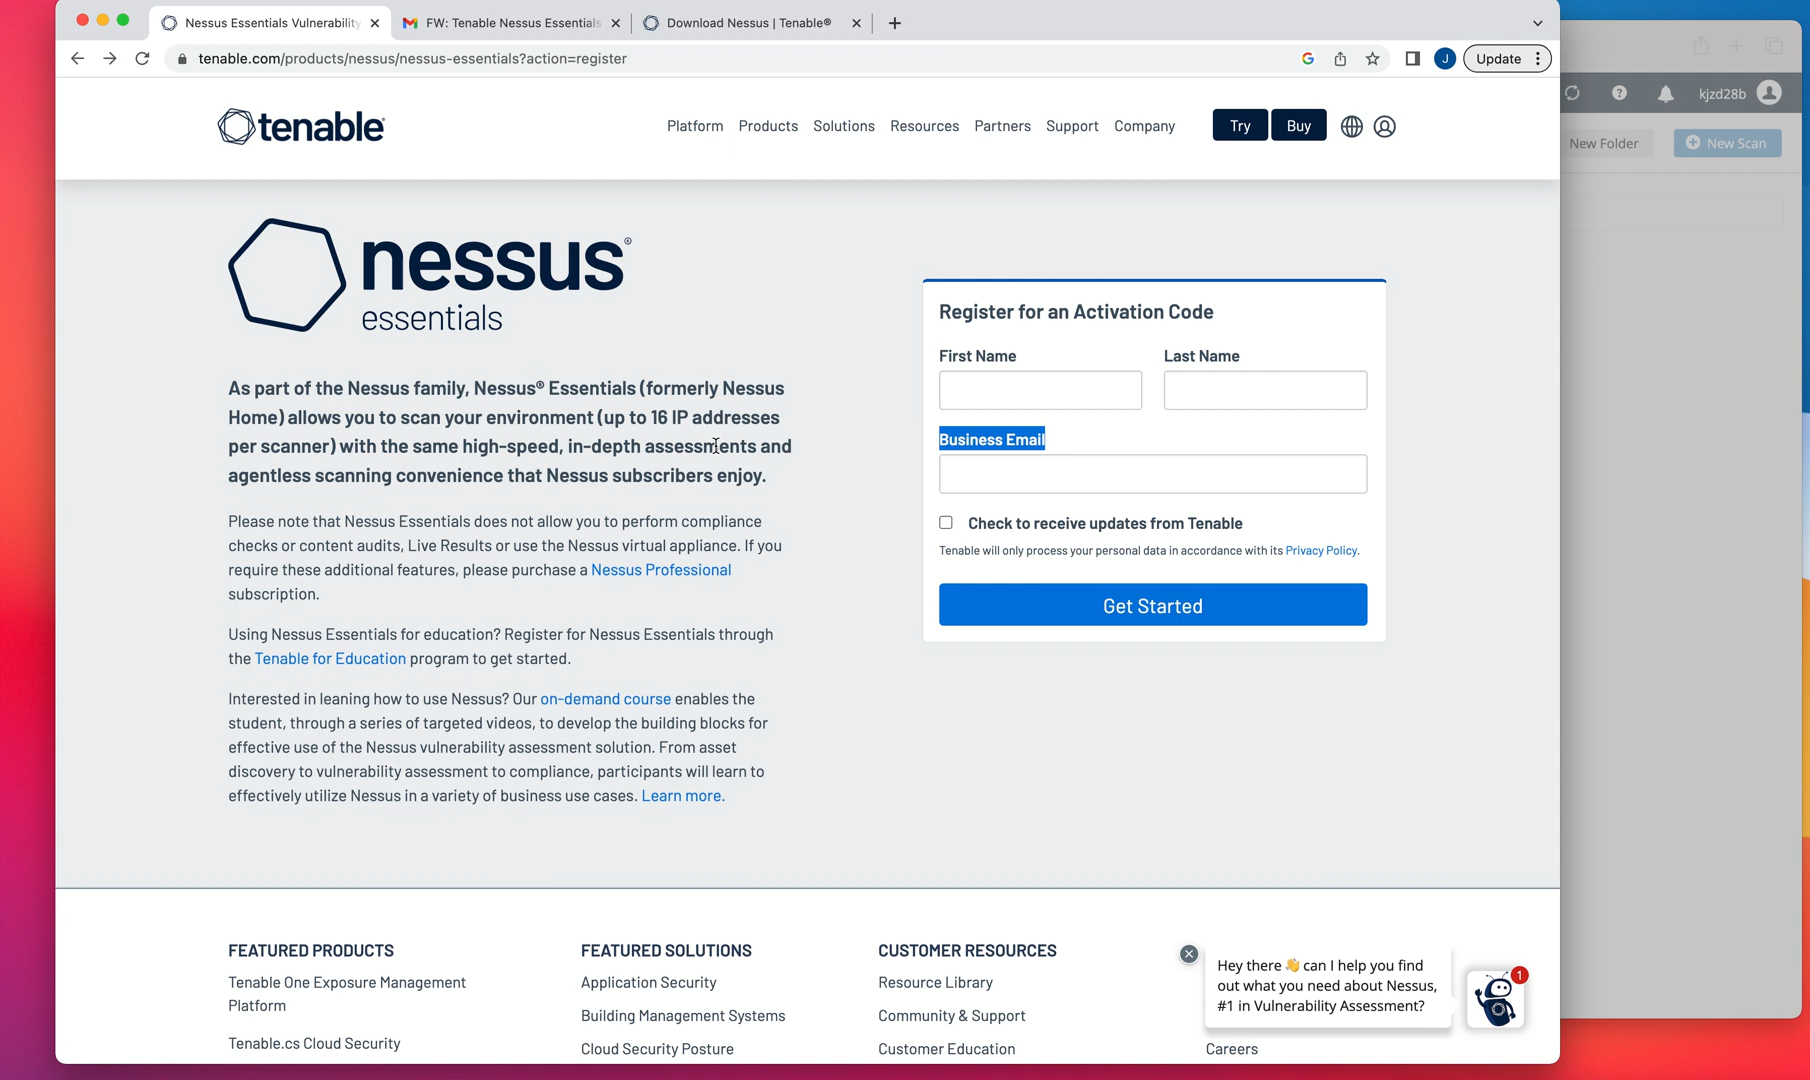 Nessus Essentials Vulnerability
FW: Tenable Nessus Essentials
Download Nessus | Tenable®
tenable.com/products/nessus/nessus-essentials?action=register
J
Update
kjzd28b
New Folder
New Scan
tenable
Platform Products Solutions Resources Partners Support Company
Try
Buy
nessus®
essentials
As part of the Nessus family, Nessus® Essentials (formerly Nessus
Home) allows you to scan your environment (up to 16 IP addresses
per scanner) with the same high-speed, in-depth assessments and
agentless scanning convenience that Nessus subscribers enjoy.
Please note that Nessus Essentials does not allow you to perform compliance
checks or content audits, Live Results or use the Nessus virtual appliance. If you
require these additional features, please purchase a Nessus Professional
subscription.
Using Nessus Essentials for education? Register for Nessus Essentials through
the Tenable for Education program to get started.
Interested in leaning how to use Nessus? Our on-demand course enables the
student, through a series of targeted videos, to develop the building blocks for
effective use of the Nessus vulnerability assessment solution. From asset
discovery to vulnerability assessment to compliance, participants will learn to
effectively utilize Nessus in a variety of business use cases. Learn more.
Register for an Activation Code
First Name
Last Name
Business Email
Check to receive updates from Tenable
Tenable will only process your personal data in accordance with its Privacy Policy.
Get Started
FEATURED PRODUCTS
Tenable One Exposure Management
Platform
Tenable.cs Cloud Security
FEATURED SOLUTIONS
Application Security
Building Management Systems
Cloud Security Posture
CUSTOMER RESOURCES
Resource Library
Community & Support
Customer Education
Careers
Hey there 👋 can I help you find
out what you need about Nessus,
#1 in Vulnerability Assessment?
1